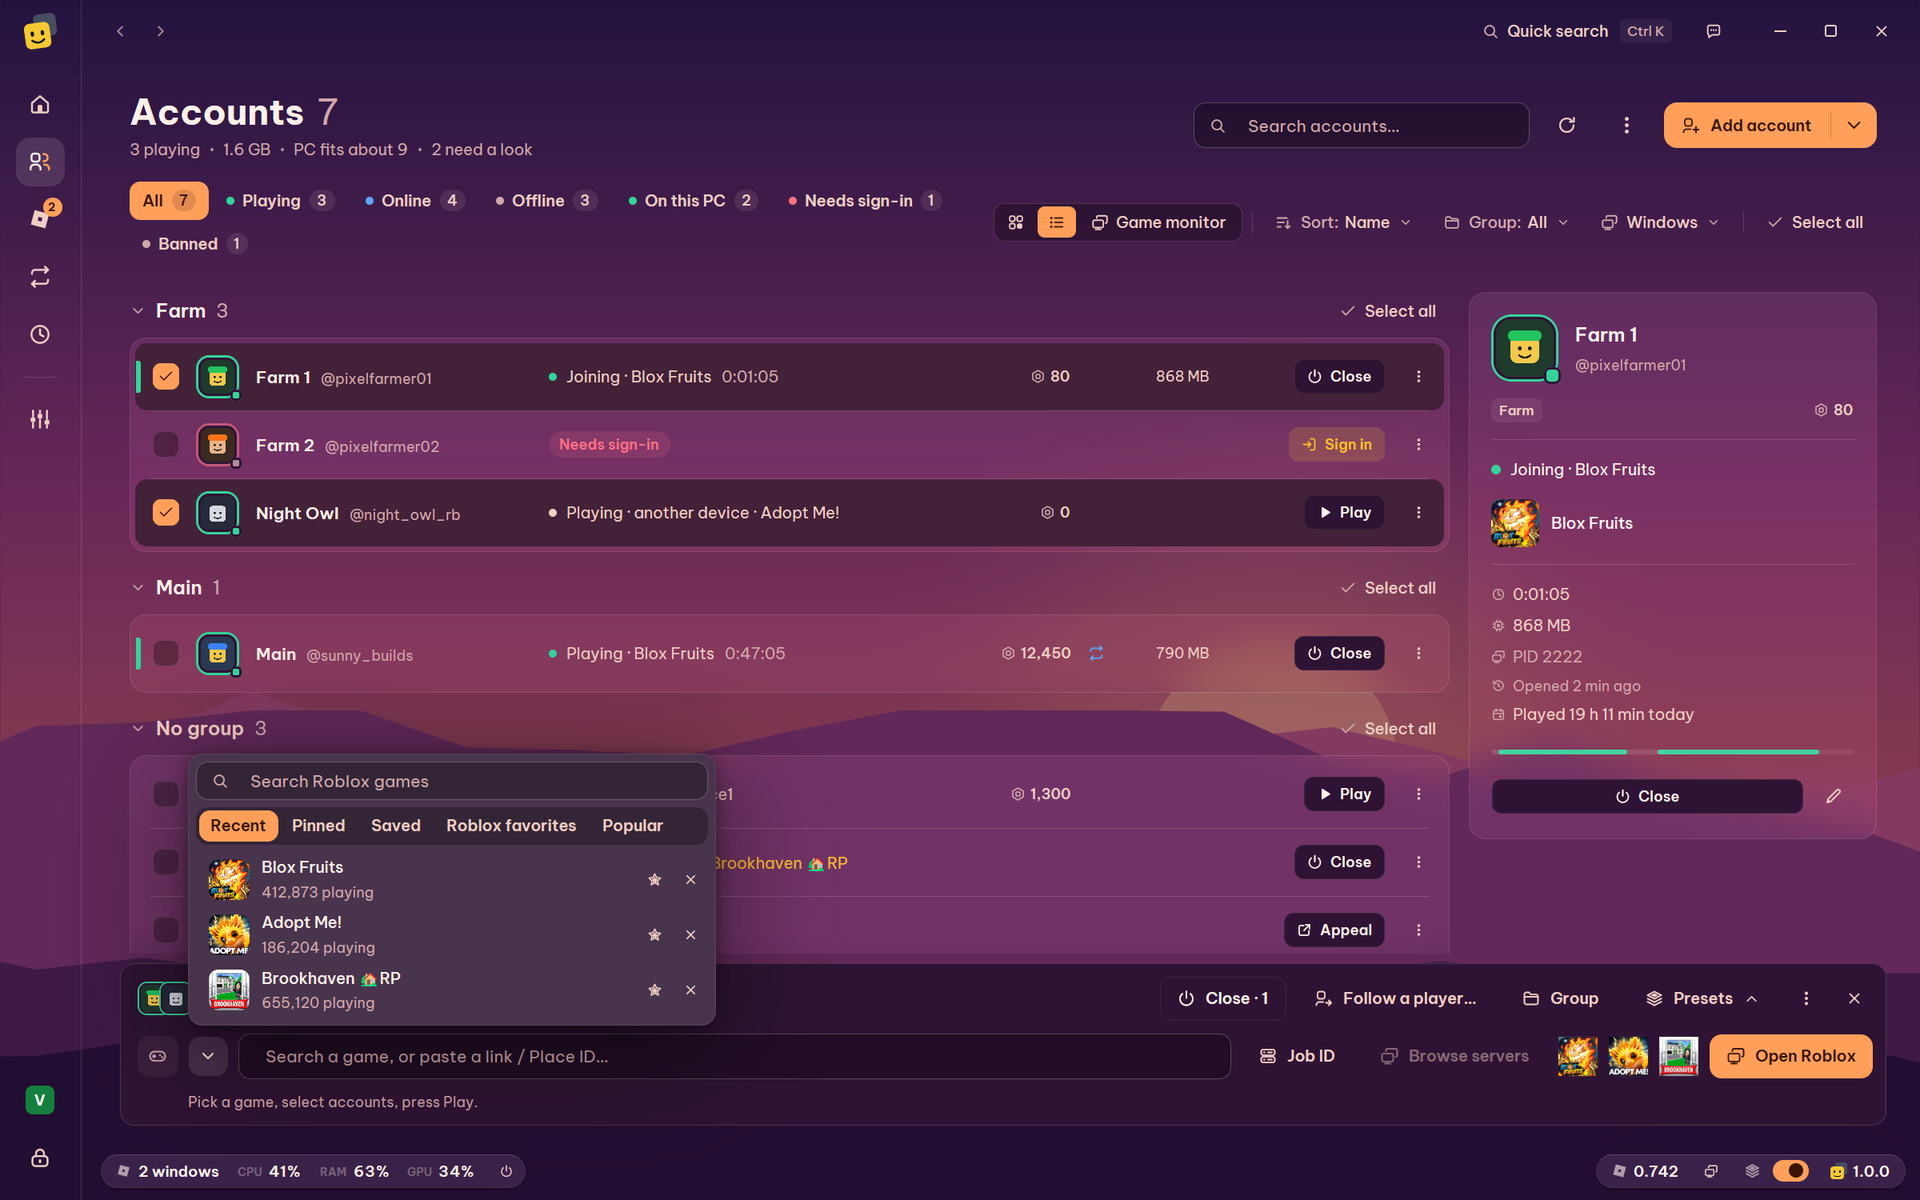 Quick search Ctrl K
Accounts 7
3 playing · 1.6 GB · PC fits about 9 · 2 need a look
Search accounts...
Add account
All 7 Playing 3 Online 4 Offline 3 On this PC 2 Needs sign-in 1
Banned 1
Game monitor Sort: Name Group: All Windows Select all
2
Farm 3 Select all
Farm 1 @pixelfarmer01 Joining · Blox Fruits 0:01:05 80 868 MB Close
Farm 2 @pixelfarmer02 Needs sign-in Sign in
Night Owl @night_owl_rb Playing · another device · Adopt Me! 0 Play
Main 1 Select all
Main @sunny_builds Playing · Blox Fruits 0:47:05 12,450 790 MB Close
No group 3 Select all
ce1 1,300 Play
Brookhaven 🏠RP Close
Appeal
Farm 1
@pixelfarmer01
Farm 80
Joining · Blox Fruits
BLOX FRUITS
Blox Fruits
0:01:05
868 MB
PID 2222
Opened 2 min ago
Played 19 h 11 min today
Close
Search Roblox games
Recent Pinned Saved Roblox favorites Popular
Blox Fruits
412,873 playing
Adopt Me!
186,204 playing
ADOPT ME
Brookhaven 🏠RP
655,120 playing
BROOKHAVEN
Close · 1 Follow a player... Group Presets
Search a game, or paste a link / Place ID... Job ID Browse servers ADOPT ME! Open Roblox
Pick a game, select accounts, press Play.
V
2 windows CPU 41% RAM 63% GPU 34%
0.742 1.0.0